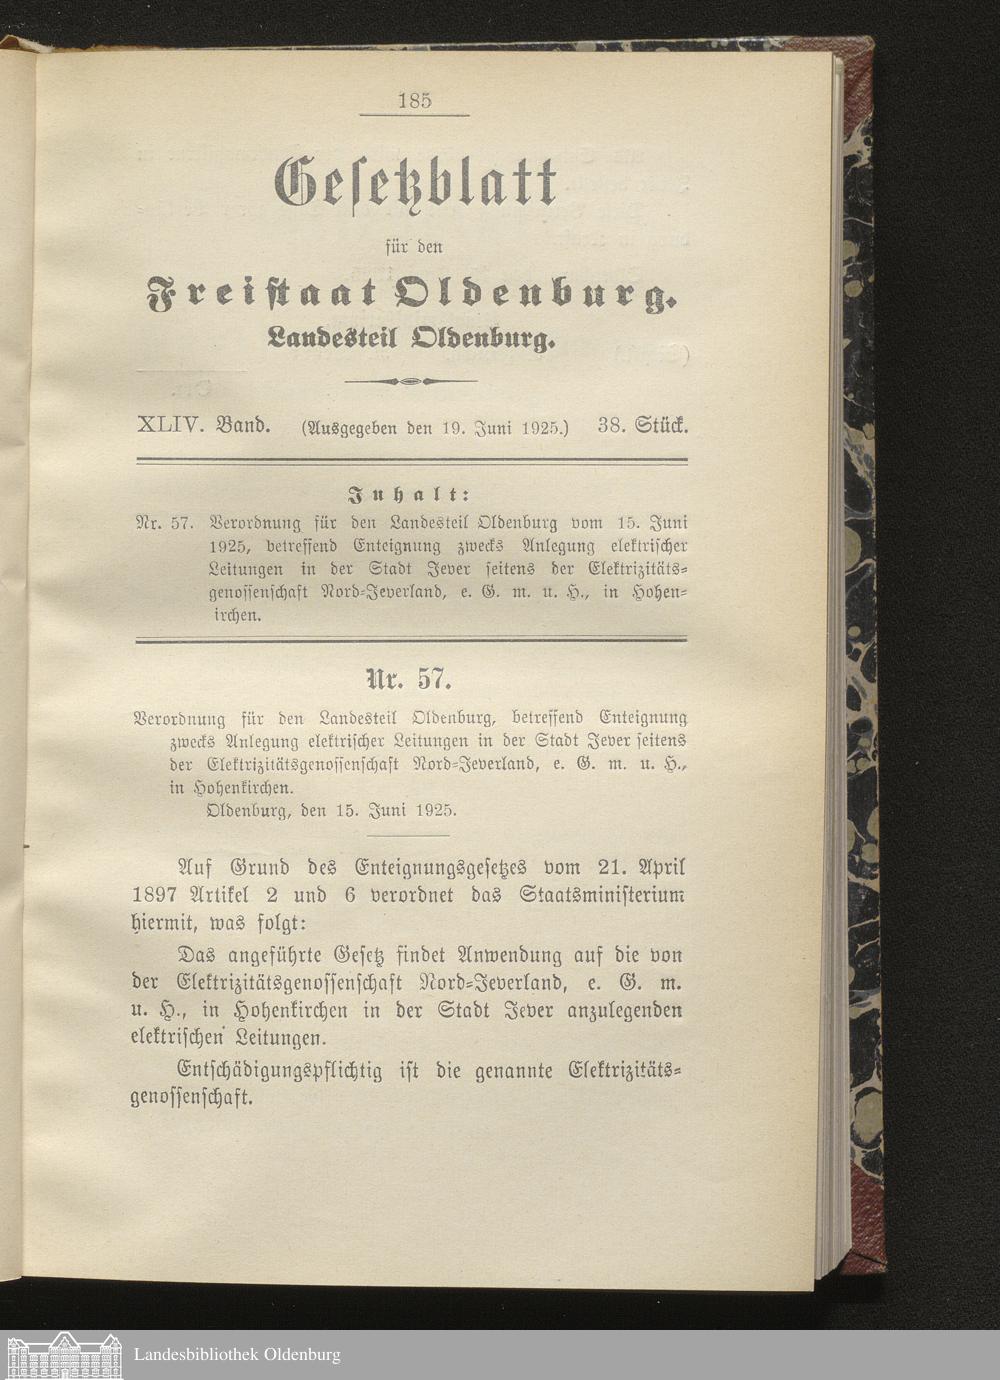 185
Gesetzblatt
für den
Freistaat Oldenburg.
Landesteil Oldenburg.
XLIV. Band. (Ausgegeben den 19. Juni 1925.) 38. Stück.
Inhalt:
Nr. 57. Verordnung für den Landesteil Oldenburg vom 15. Juni
1925, betreffend Enteignung zwecks Anlegung elektrischer
Leitungen in der Stadt Jever seitens der Elektrizitäts-
genossenschaft Nord-Jeverland, e. G. m. u. H., in Hohen-
irchen.
Nr. 57.
Verordnung für den Landesteil Oldenburg, betreffend Enteignung
zwecks Anlegung elektrischer Leitungen in der Stadt Jever seitens
der Elektrizitätsgenossenschaft Nord-Jeverland, e. G. m. u. H.,
in Hohenkirchen.
Oldenburg, den 15. Juni 1925.
Auf Grund des Enteignungsgesetzes vom 21. April
1897 Artikel 2 und 6 verordnet das Staatsministerium
hiermit, was folgt:
Das angeführte Gesetz findet Anwendung auf die von
der Elektrizitätsgenossenschaft Nord-Jeverland, e. G. m.
u. H., in Hohenkirchen in der Stadt Jever anzulegenden
elektrischen Leitungen.
Entschädigungspflichtig ist die genannte Elektrizitäts-
genossenschaft.
Landesbibliothek Oldenburg